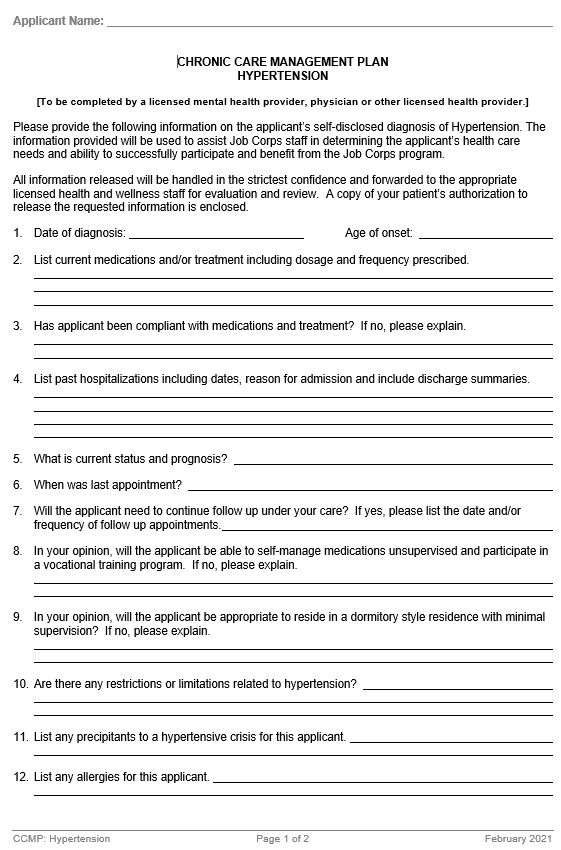 Applicant Name:
CHRONIC CARE MANAGEMENT PLAN
HYPERTENSION
[To be completed by a licensed mental health provider, physician or other licensed health provider.]
Please provide the following information on the applicant's self-disclosed diagnosis of Hypertension. The
information provided will be used to assist Job Corps staff in determining the applicant's health care
needs and ability to successfully participate and benefit from the Job Corps program.
All information released will be handled in the strictest confidence and forwarded to the appropriate
licensed health and wellness staff for evaluation and review. A copy of your patient's authorization to
release the requested information is enclosed.
1. Date of diagnosis: Age of onset:
2. List current medications and/or treatment including dosage and frequency prescribed.
3. Has applicant been compliant with medications and treatment? If no, please explain.
4. List past hospitalizations including dates, reason for admission and include discharge summaries.
5. What is current status and prognosis?
6. When was last appointment?
7. Will the applicant need to continue follow up under your care? If yes, please list the date and/or
frequency of follow up appointments.
8. In your opinion, will the applicant be able to self-manage medications unsupervised and participate in
a vocational training program. If no, please explain.
9. In your opinion, will the applicant be appropriate to reside in a dormitory style residence with minimal
supervision? If no, please explain.
10. Are there any restrictions or limitations related to hypertension?
11. List any precipitants to a hypertensive crisis for this applicant.
12. List any allergies for this applicant.
CCMP: Hypertension Page 1 of 2 February 2021